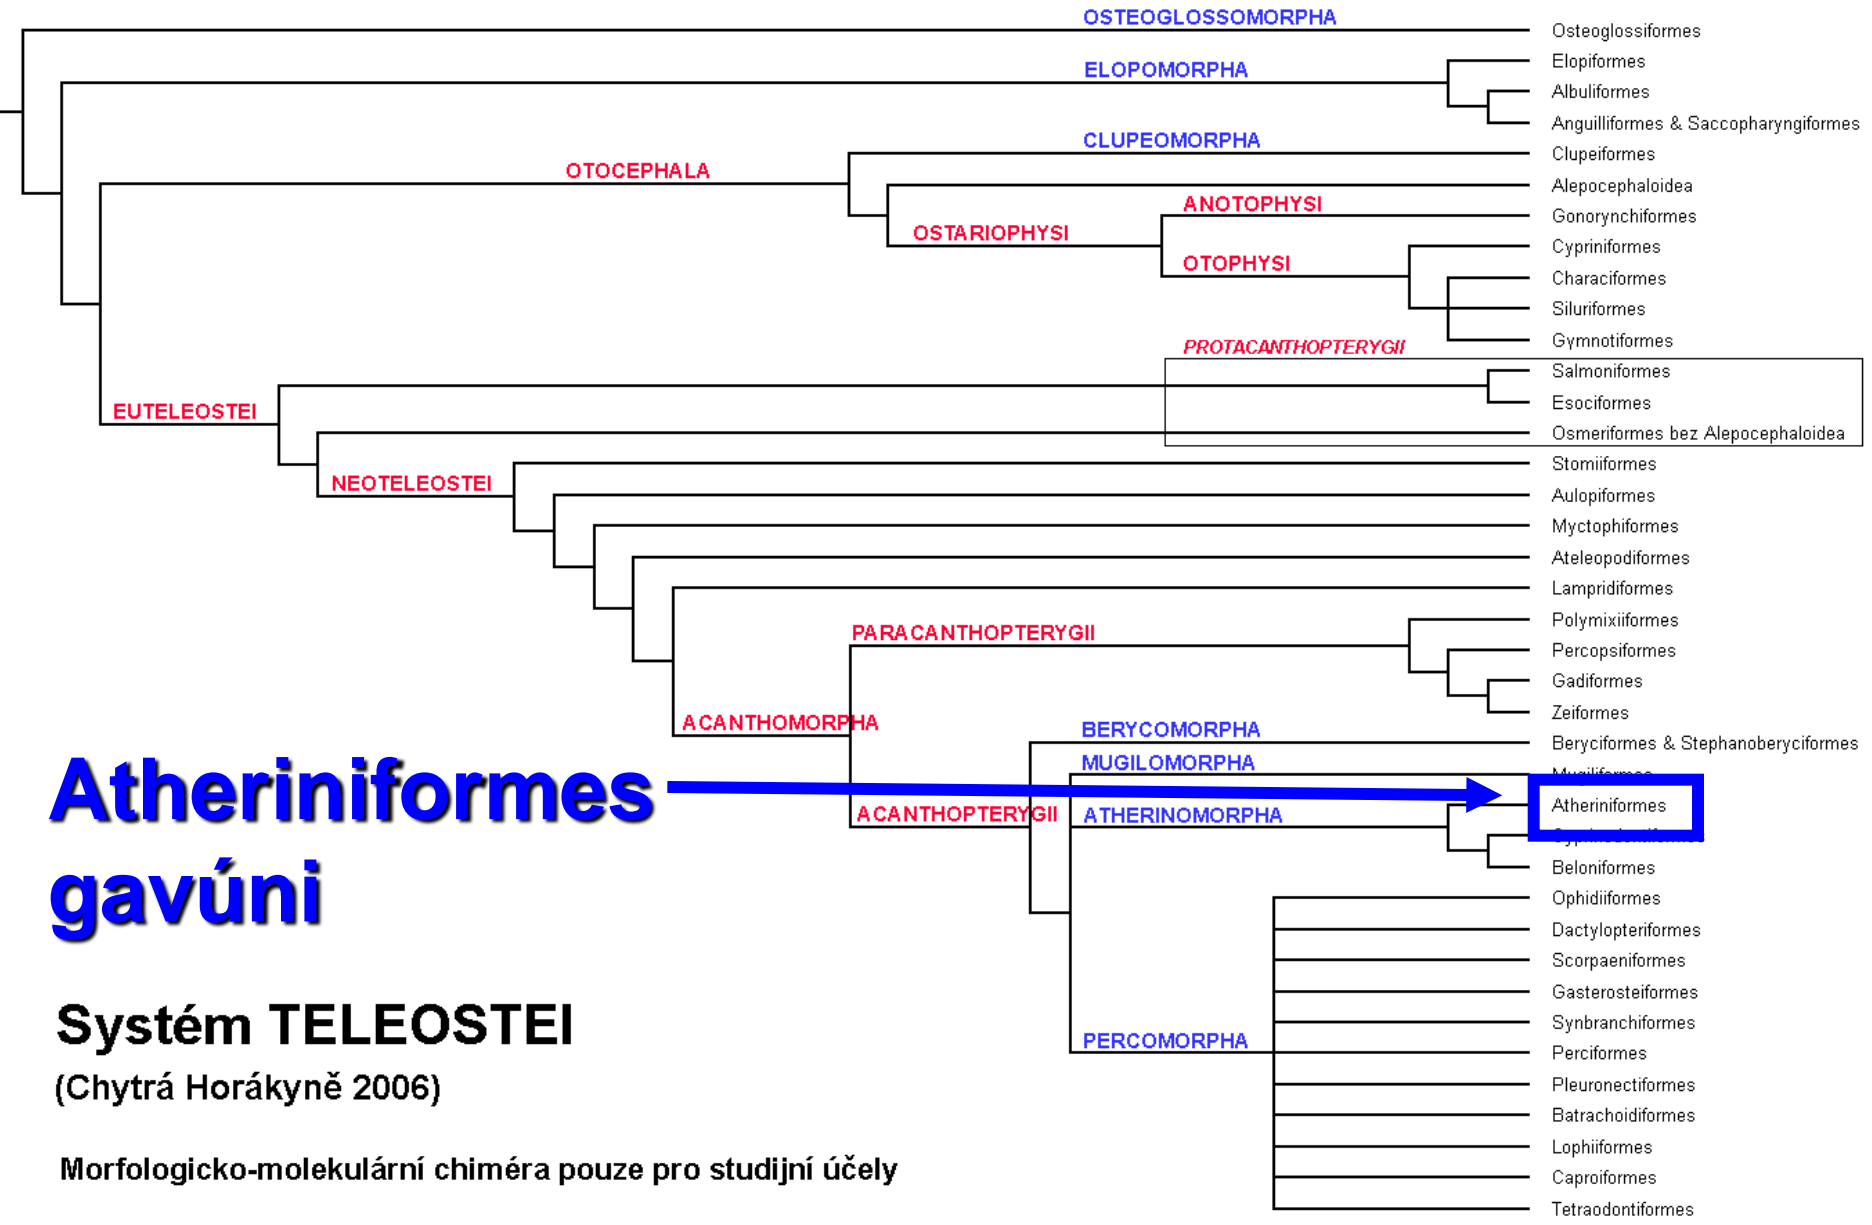 OSTEOGLOSSOMORPHA
Osteoglossiformes
ELOPOMORPHA
Elopiformes
Albuliformes
Anguilliformes & Saccopharyngiformes
CLUPEOMORPHA
Clupeiformes
OTOCEPHALA
Alepocephaloidea
ANOTOPHYSI
Gonorynchiformes
OSTARIOPHYSI
Cypriniformes
OTOPHYSI
Characiformes
Siluriformes
Gymnotiformes
PROTACANTHOPTERYGII
Salmoniformes
Esociformes
EUTELEOSTEI
Osmeriformes bez Alepocephaloidea
Stomiiformes
NEOTELEOSTEI
Aulopiformes
Myctophiformes
Ateleopodiformes
Lampridiformes
Polymixiiformes
PARACANTHOPTERYGII
Percopsiformes
Gadiformes
Zeiformes
ACANTHOMORPHA
BERYCOMORPHA
Beryciformes & Stephanoberyciformes
MUGILOMORPHA
Mugiliformes
Atheriniformes
gavúni
Atheriniformes
ACANTHOPTERYGII
ATHERINOMORPHA
Beloniformes
Ophidiiformes
Dactylopteriformes
Scorpaeniformes
Gasterosteiformes
Synbranchiformes
PERCOMORPHA
Perciformes
Pleuronectiformes
Batrachoidiformes
Lophiiformes
Caproiformes
Tetraodontiformes
Systém TELEOSTEI
(Chytrá Horákyně 2006)
Morfologicko-molekulární chiméra pouze pro studijní účely